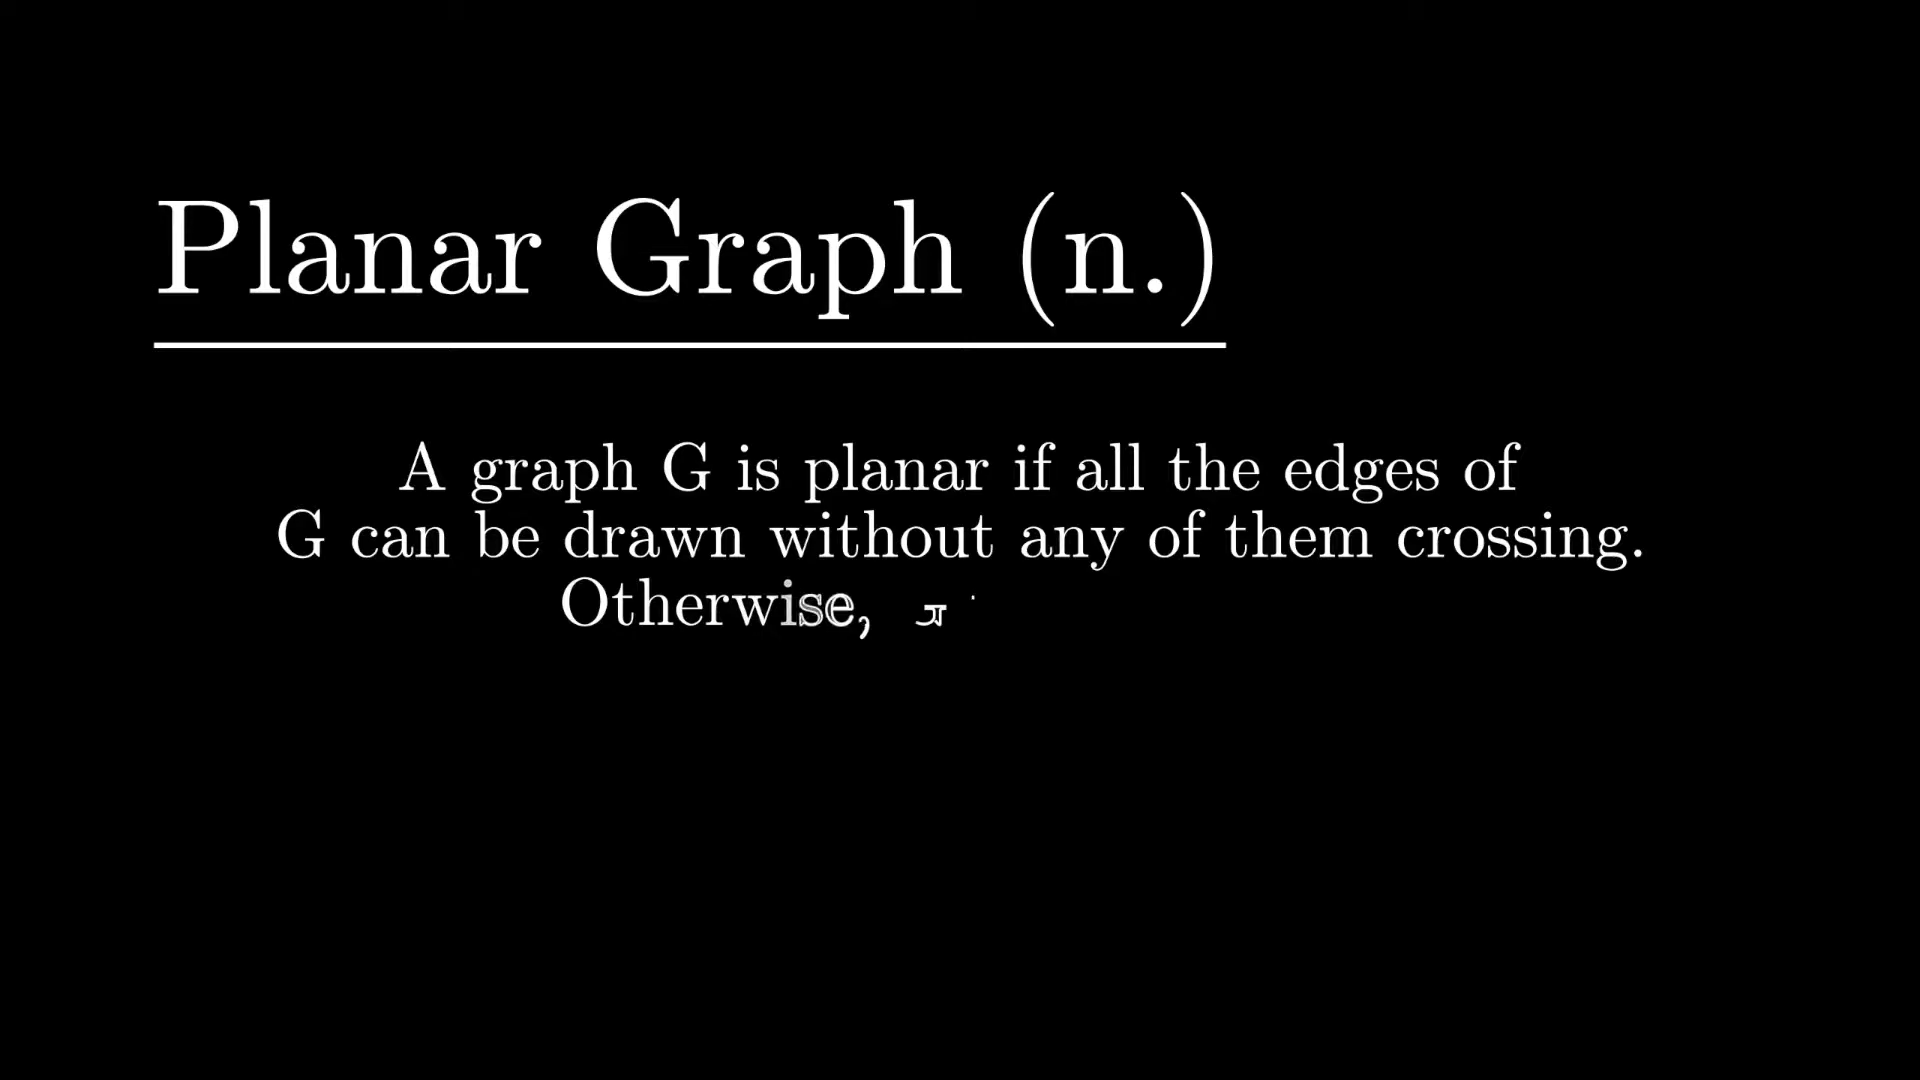 Planar Graph (n.)
A graph G is planar if all the edges of
G can be drawn without any of them crossing.
Otherwise,